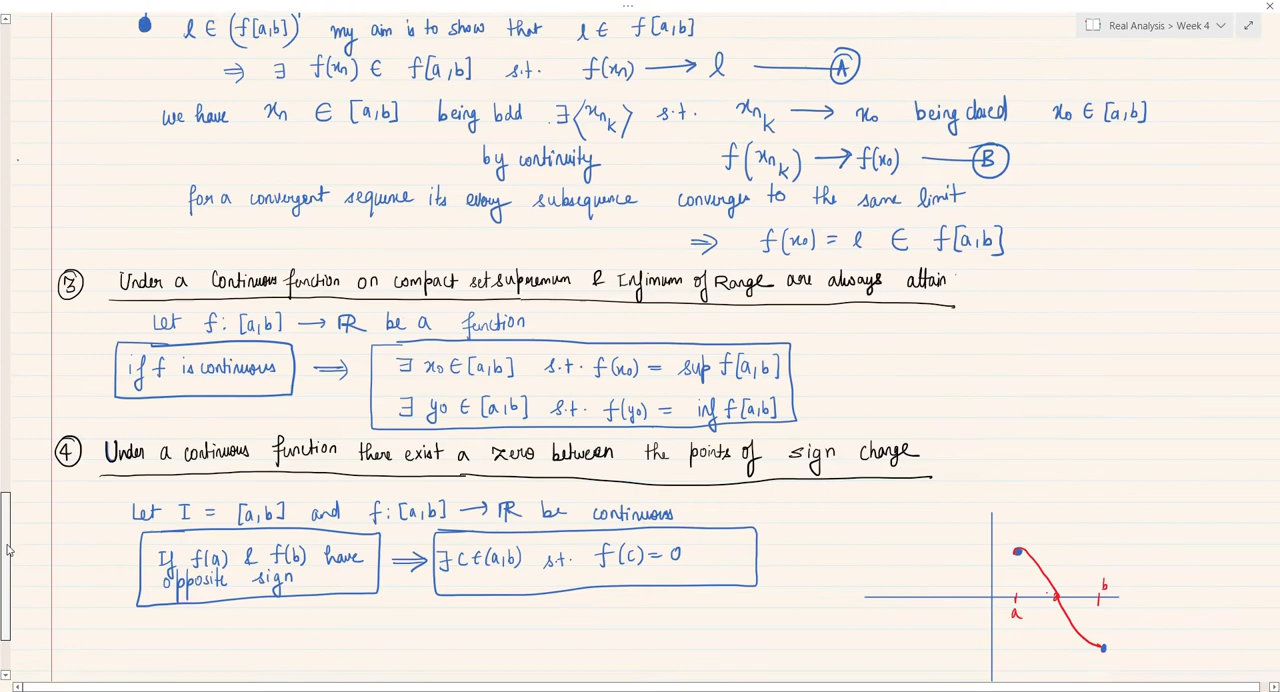 Real Analysis > Week 4
l ∈ (f[a,b])' my aim is to show that l ∈ f[a,b]
⇒ ∃ f(xn) ∈ f[a,b] s.t. f(xn) ⟶ l — Ⓐ
we have xn ∈ [a,b] being bdd ∃ ⟨xnk⟩ s.t. xnk ⟶ x0 being closed x0 ∈ [a,b]
by continuity f(xnk) ⟶ f(x0) — Ⓑ
for a convergent sequence its every subsequence converges to the same limit
⇒ f(x0) = l ∈ f[a,b]
③ Under a Continuous function on compact set supremum & Infimum of Range are always attain
Let f: [a,b] ⟶ ℝ be a function
if f is continuous ⟹ ∃ x0 ∈ [a,b] s.t. f(x0) = sup f[a,b]
∃ y0 ∈ [a,b] s.t. f(y0) = inf f[a,b]
④ Under a continuous function there exist a zero between the points of sign change
Let I = [a,b] and f: [a,b] ⟶ ℝ be continuous
If f(a) & f(b) have opposite sign ⟹ ∃ c ∈ (a,b) s.t. f(c) = 0
a
b